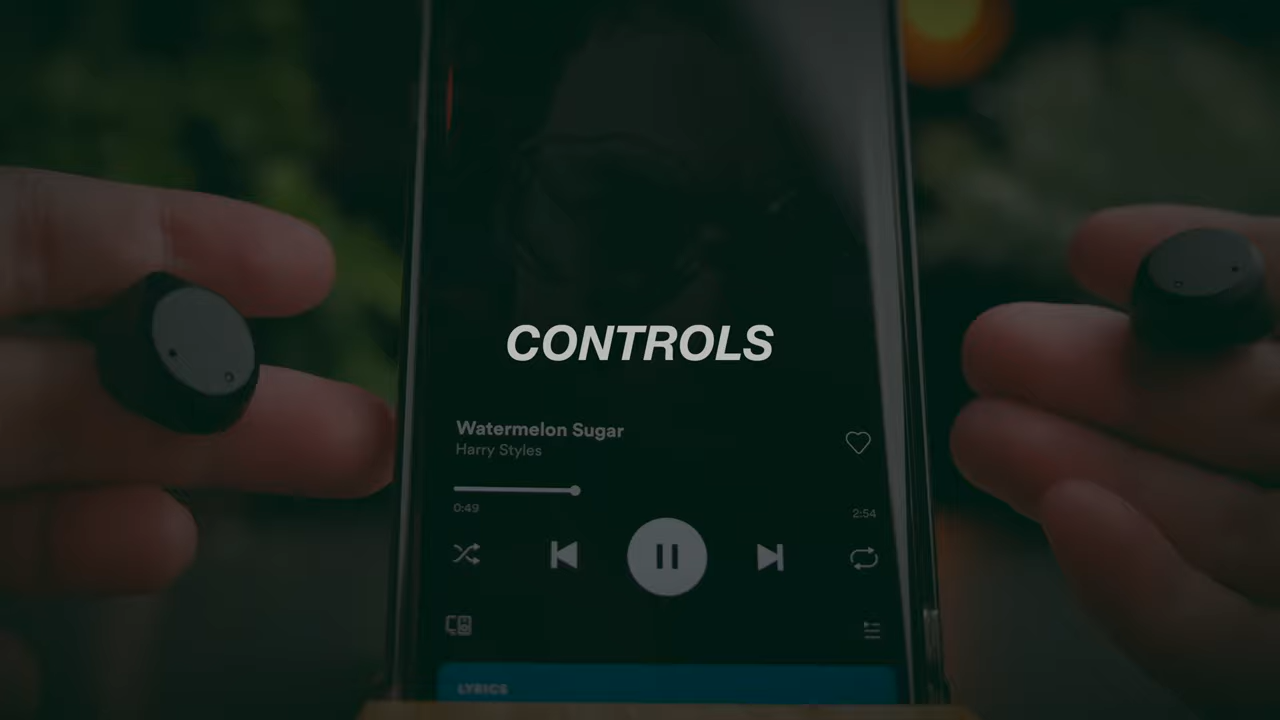 CONTROLS
Watermelon Sugar
Harry Styles
0:49
2:54
LYRICS